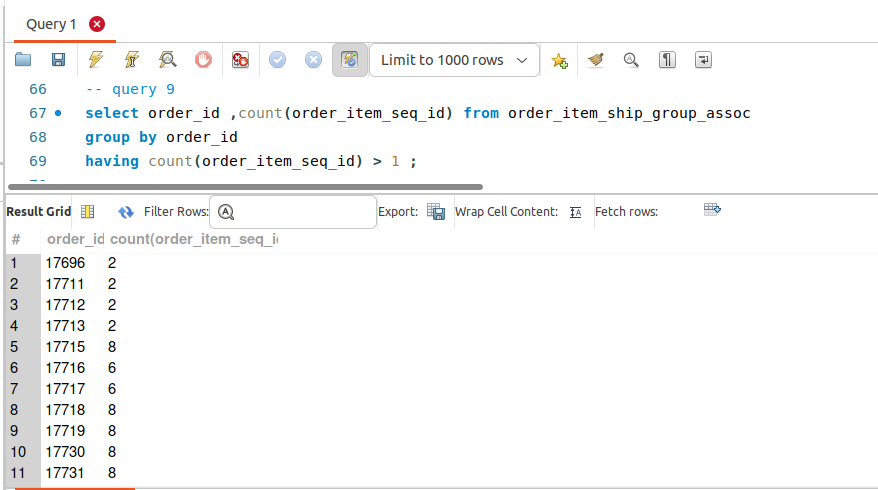 Query 1
Limit to 1000 rows
66 -- query 9
67 select order_id ,count(order_item_seq_id) from order_item_ship_group_assoc
68 group by order_id
69 having count(order_item_seq_id) > 1 ;
Result Grid Filter Rows: Export: Wrap Cell Content: Fetch rows:
# order_id count(order_item_seq_i
1 17696 2
2 17711 2
3 17712 2
4 17713 2
5 17715 8
6 17716 6
7 17717 6
8 17718 8
9 17719 8
10 17730 8
11 17731 8